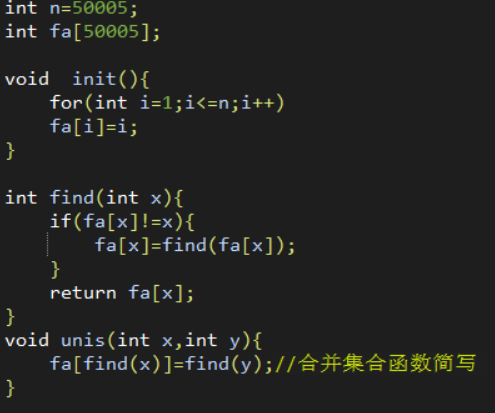 int n=50005;
int fa[50005];
void  init(){
    for(int i=1;i<=n;i++)
    fa[i]=i;
}
int find(int x){
    if(fa[x]!=x){
        fa[x]=find(fa[x]);
    }
    return fa[x];
}
void unis(int x,int y){
    fa[find(x)]=find(y);//合并集合函数简写
}